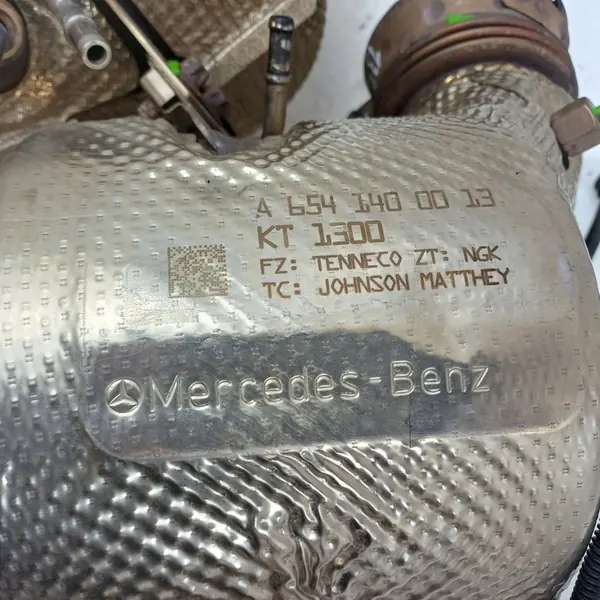 A 654 140 00 13
KT 1300
FZ: TENNECO ZT: NGK
TC: JOHNSON MATTHEY
Mercedes-Benz